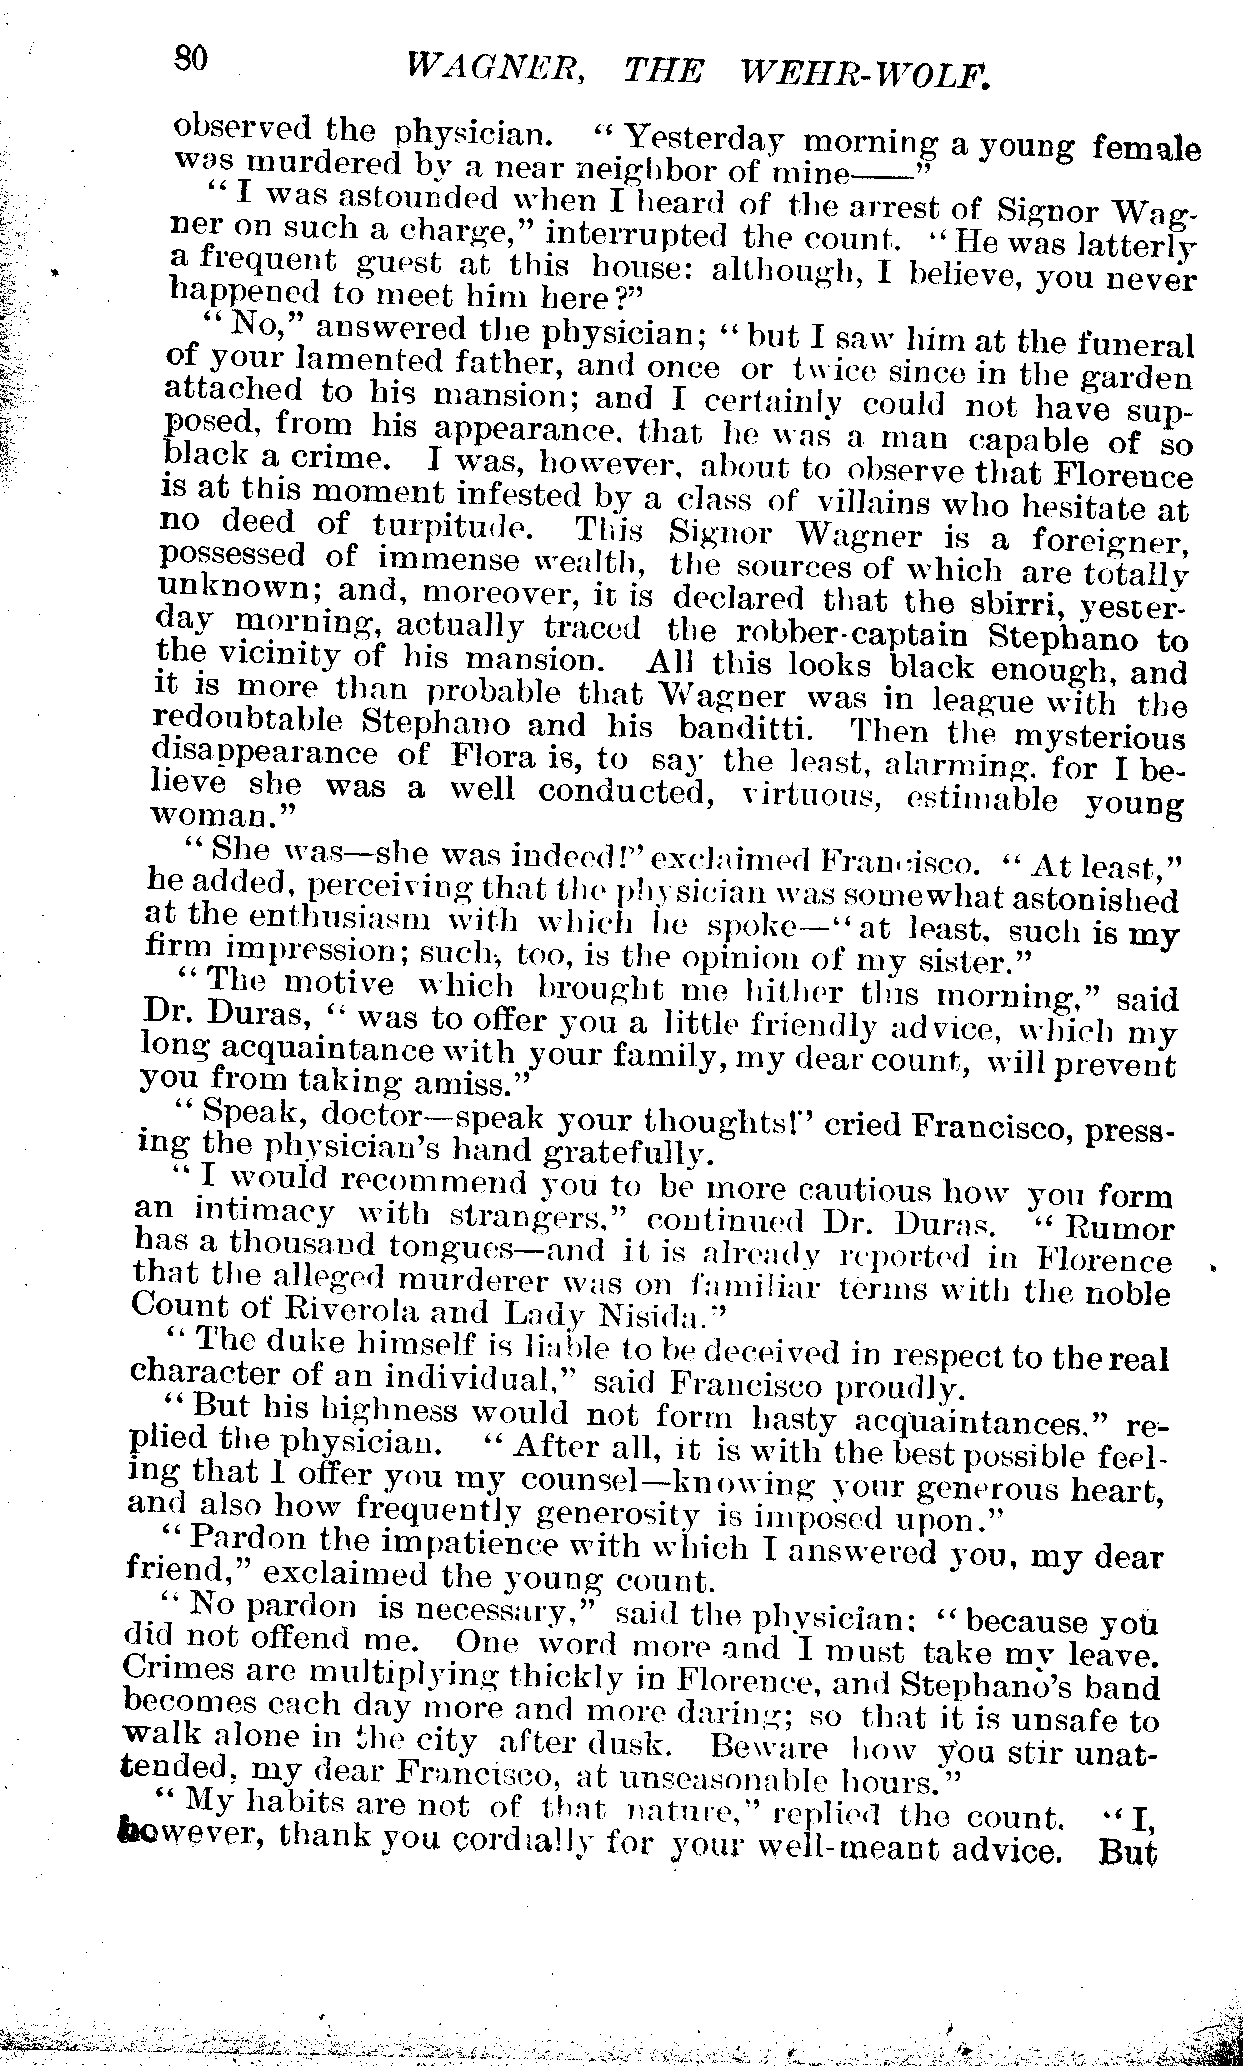 80 WAGNER, THE WEHR-WOLF.
observed the physician. “ Yesterday morning a young female
was murdered by a near neighbor of mine——”
“ I was astounded when I heard of the arrest of Signor Wag-
ner on such a charge,” interrupted the count. “ He was latterly
a frequent guest at this house: although, I believe, you never
happened to meet him here?”
“ No,” answered the physician; “ but I saw him at the funeral
of your lamented father, and once or twice since in the garden
attached to his mansion; and I certainly could not have sup-
posed, from his appearance, that he was a man capable of so
black a crime. I was, however, about to observe that Florence
is at this moment infested by a class of villains who hesitate at
no deed of turpitude. This Signor Wagner is a foreigner,
possessed of immense wealth, the sources of which are totally
unknown; and, moreover, it is declared that the sbirri, yester-
day morning, actually traced the robber-captain Stephano to
the vicinity of his mansion. All this looks black enough, and
it is more than probable that Wagner was in league with the
redoubtable Stephano and his banditti. Then the mysterious
disappearance of Flora is, to say the least, alarming, for I be-
lieve she was a well conducted, virtuous, estimable young
woman.”
“ She was—she was indeed!” exclaimed Francisco. “ At least,”
he added, perceiving that the physician was somewhat astonished
at the enthusiasm with which he spoke—“ at least, such is my
firm impression; such, too, is the opinion of my sister.”
“ The motive which brought me hither this morning,” said
Dr. Duras, “ was to offer you a little friendly advice, which my
long acquaintance with your family, my dear count, will prevent
you from taking amiss.”
“ Speak, doctor—speak your thoughts!” cried Francisco, press-
ing the physician’s hand gratefully.
“ I would recommend you to be more cautious how you form
an intimacy with strangers,” continued Dr. Duras. “ Rumor
has a thousand tongues—and it is already reported in Florence
that the alleged murderer was on familiar terms with the noble
Count of Riverola and Lady Nisida.”
“ The duke himself is liable to be deceived in respect to the real
character of an individual,” said Francisco proudly.
“ But his highness would not form hasty acquaintances,” re-
plied the physician. “ After all, it is with the best possible feel-
ing that I offer you my counsel—knowing your generous heart,
and also how frequently generosity is imposed upon.”
“ Pardon the impatience with which I answered you, my dear
friend,” exclaimed the young count.
“ No pardon is necessary,” said the physician; “ because you
did not offend me. One word more and I must take my leave.
Crimes are multiplying thickly in Florence, and Stephano’s band
becomes each day more and more daring; so that it is unsafe to
walk alone in the city after dusk. Beware how you stir unat-
tended, my dear Francisco, at unseasonable hours.”
“ My habits are not of that nature,” replied the count. “ I,
however, thank you cordially for your well-meant advice. But